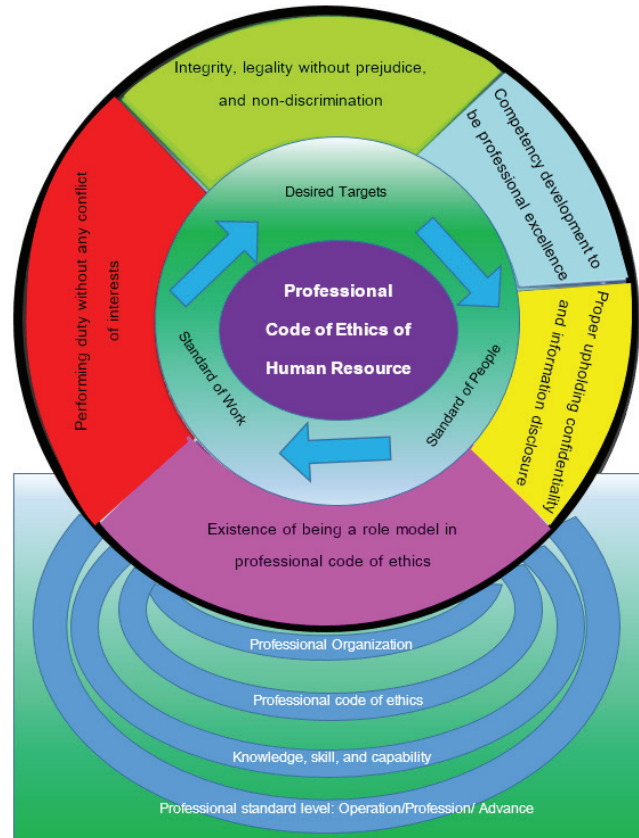 Integrity, legality without prejudice,
and non-discrimination
Competency development to
be professional excellence
Proper upholding confidentiality
and information disclosure
Existence of being a role model in
professional code of ethics
Performing duty without any conflict
of interests
Desired Targets
Standard of People
Standard of Work
Professional
Code of Ethics of
Human Resource
Professional Organization
Professional code of ethics
Knowledge, skill, and capability
Professional standard level: Operation/Profession/ Advance